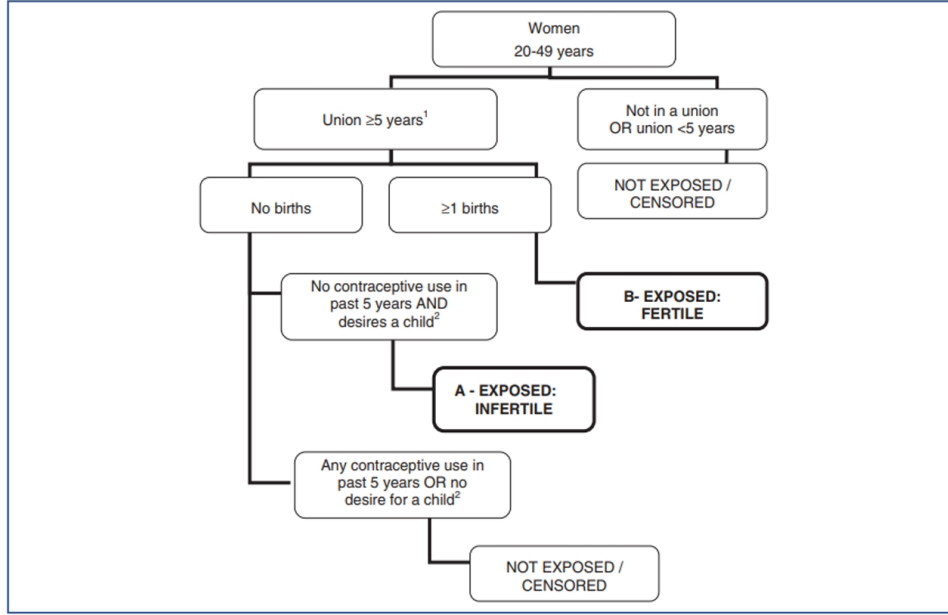 Women
20-49 years
Union ≥5 years¹
Not in a union
OR union <5 years
No births
≥1 births
NOT EXPOSED /
CENSORED
No contraceptive use in
past 5 years AND
desires a child²
B- EXPOSED:
FERTILE
A - EXPOSED:
INFERTILE
Any contraceptive use in
past 5 years OR no
desire for a child²
NOT EXPOSED /
CENSORED